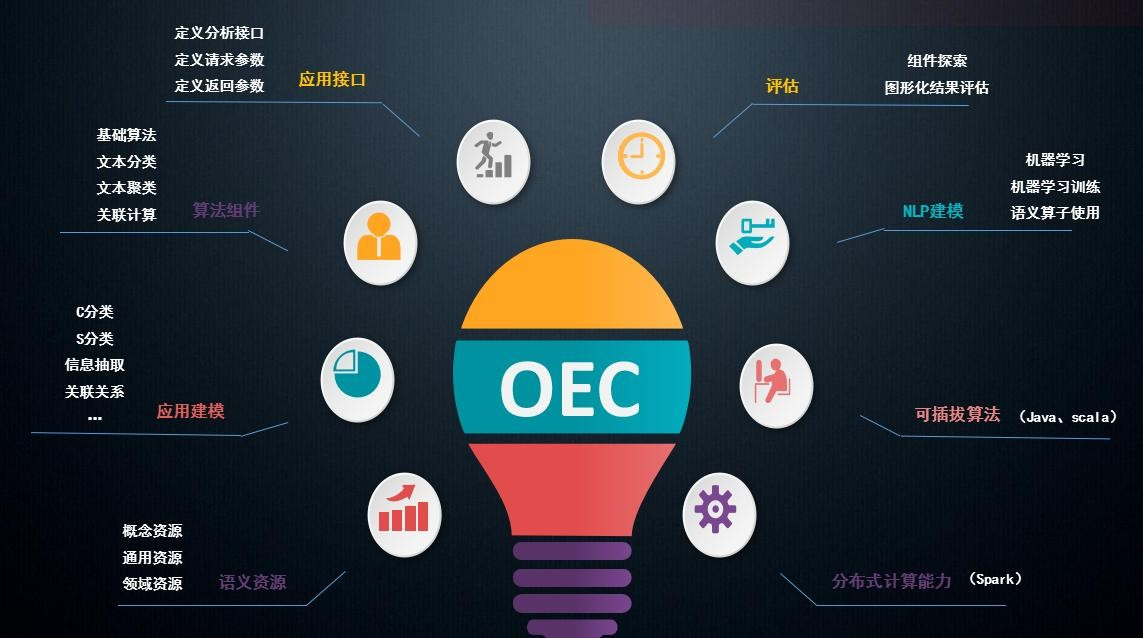 定义分析接口
定义请求参数
定义返回参数
应用接口
评估
组件探索
图形化结果评估
基础算法
文本分类
文本聚类
关联计算
算法组件
NLP建模
机器学习
机器学习训练
语义算子使用
OEC
C分类
S分类
信息抽取
关联关系
...
应用建模
可插拔算法
（Java、scala）
概念资源
通用资源
领域资源
语义资源
分布式计算能力
（Spark）